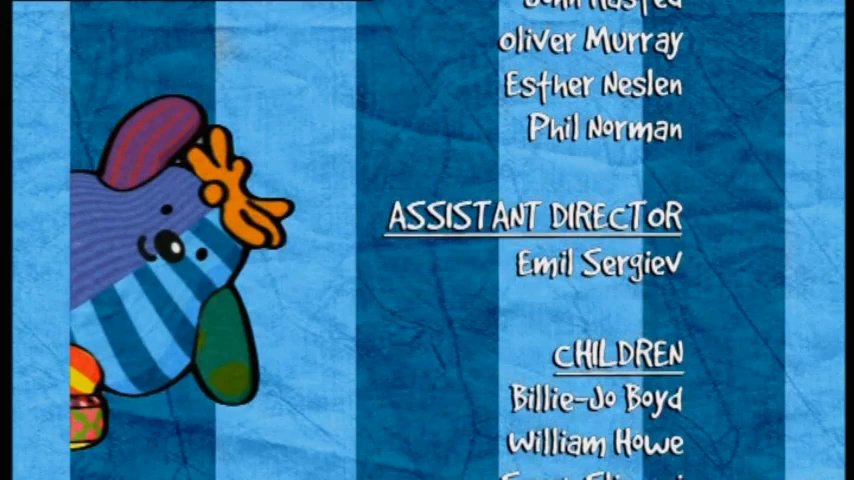 Oliver Murray
Esther Neslen
Phil Norman
ASSISTANT DIRECTOR
Emil Sergiev
CHILDREN
Billie-Jo Boyd
William Howe